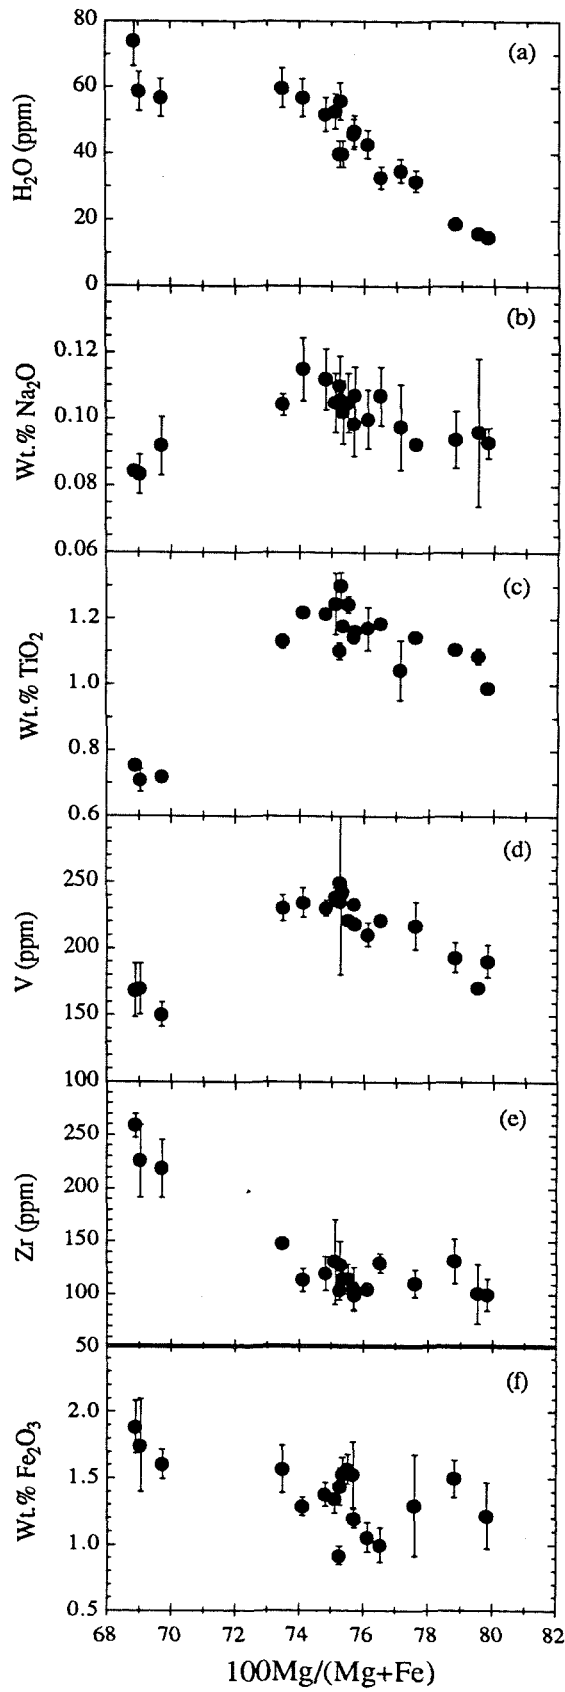 80
60
40
20
0
H₂O (ppm)
(a)
0.12
0.10
0.08
0.06
Wt.% Na₂O
(b)
1.2
1.0
0.8
0.6
Wt.% TiO₂
(c)
250
200
150
100
V (ppm)
(d)
250
200
150
100
50
Zr (ppm)
(e)
2.0
1.5
1.0
0.5
Wt.% Fe₂O₃
(f)
68 70 72 74 76 78 80 82
100Mg/(Mg+Fe)